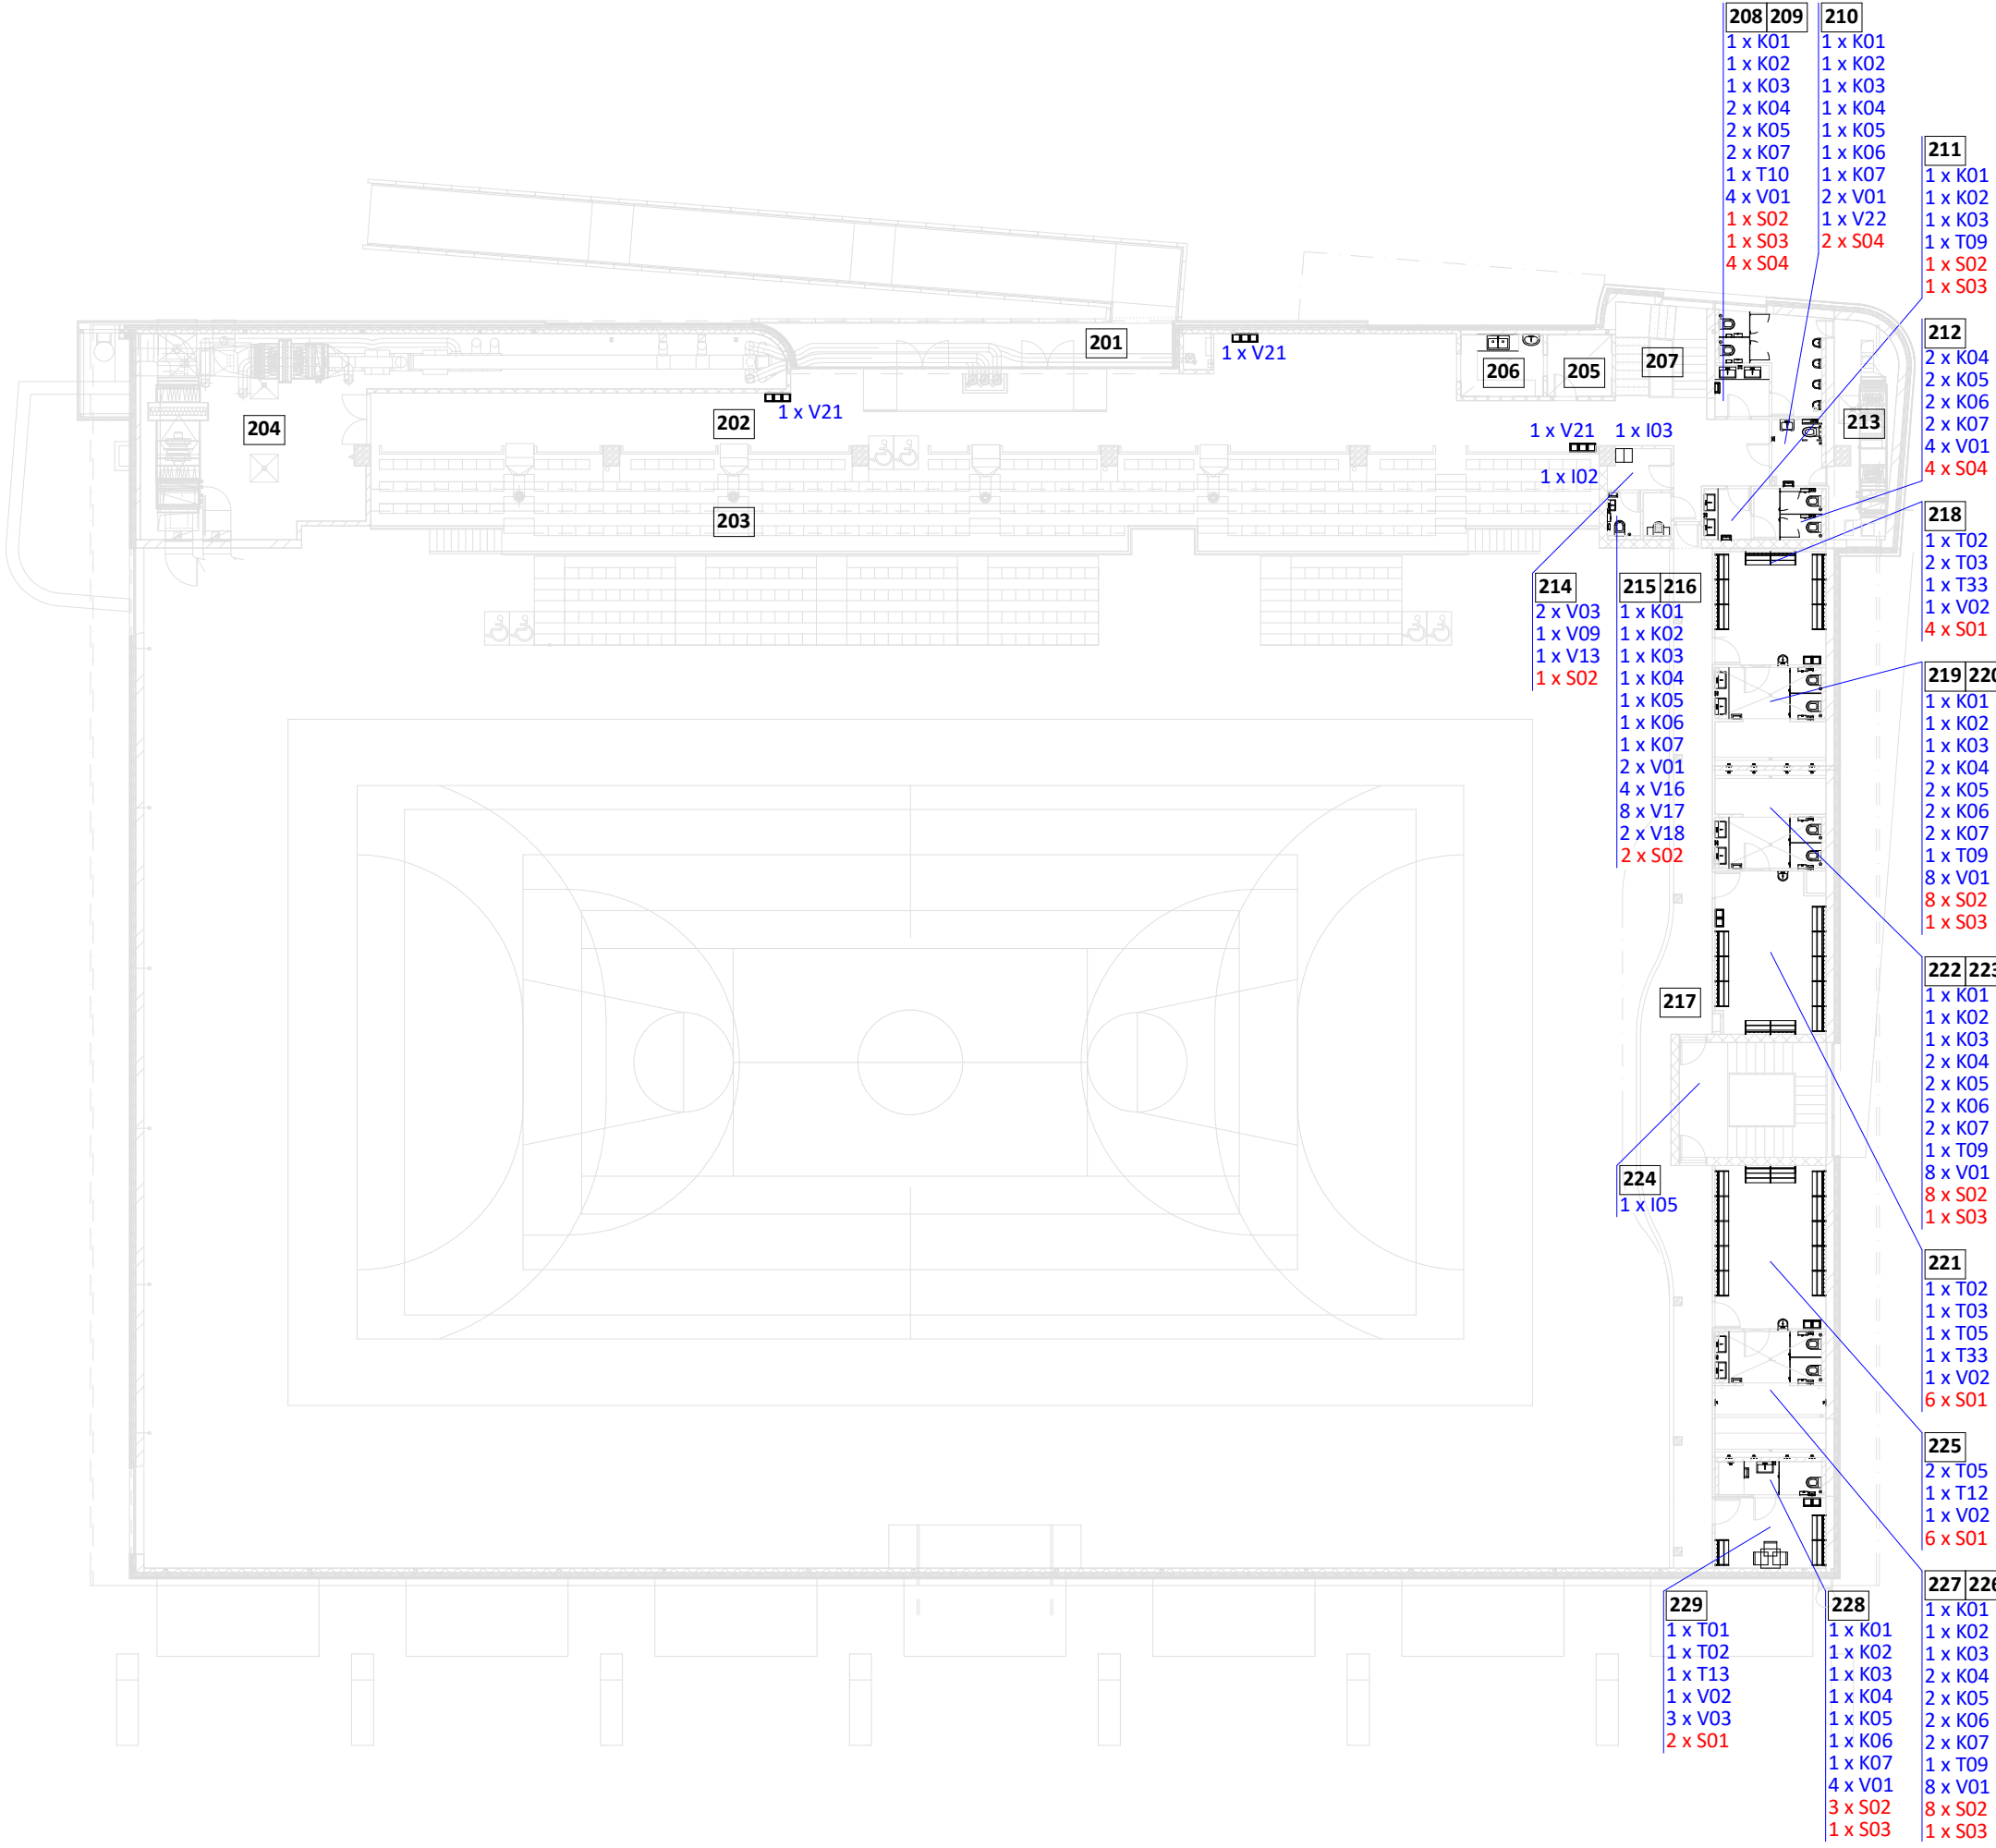 208 209
1 x K01
1 x K02
1 x K03
2 x K04
2 x K05
2 x K07
1 x T10
4 x V01
1 x S02
1 x S03
4 x S04
210
1 x K01
1 x K02
1 x K03
1 x K04
1 x K05
1 x K06
1 x K07
2 x V01
1 x V22
2 x S04
211
1 x K01
1 x K02
1 x K03
1 x T09
1 x S02
1 x S03
212
2 x K04
2 x K05
2 x K06
2 x K07
4 x V01
4 x S04
201
1 x V21
206
205
207
1 x V21
202
204
213
1 x V21
1 x I03
1 x I02
203
218
1 x T02
2 x T03
1 x T33
1 x V02
4 x S01
214
2 x V03
1 x V09
1 x V13
1 x S02
215 216
1 x K01
1 x K02
1 x K03
1 x K04
1 x K05
1 x K06
1 x K07
2 x V01
4 x V16
8 x V17
2 x V18
2 x S02
219 220
1 x K01
1 x K02
1 x K03
2 x K04
2 x K05
2 x K06
2 x K07
1 x T09
8 x V01
8 x S02
1 x S03
222 223
1 x K01
1 x K02
1 x K03
2 x K04
2 x K05
2 x K06
2 x K07
1 x T09
8 x V01
8 x S02
1 x S03
217
224
1 x I05
221
1 x T02
1 x T03
1 x T05
1 x T33
1 x V02
6 x S01
225
2 x T05
1 x T12
1 x V02
6 x S01
229
1 x T01
1 x T02
1 x T13
1 x V02
3 x V03
2 x S01
228
1 x K01
1 x K02
1 x K03
1 x K04
1 x K05
1 x K06
1 x K07
4 x V01
3 x S02
1 x S03
227 226
1 x K01
1 x K02
1 x K03
2 x K04
2 x K05
2 x K06
2 x K07
1 x T09
8 x V01
8 x S02
1 x S03